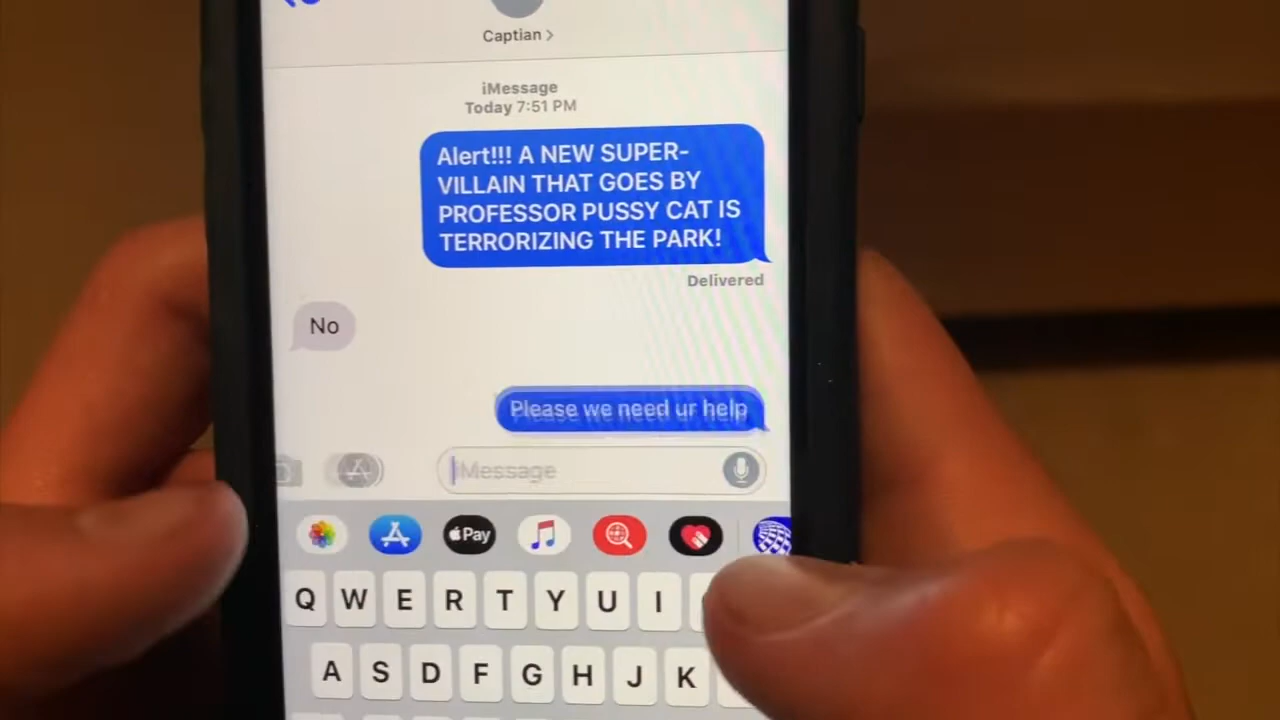 Captian >
iMessage
Today 7:51 PM
Alert!!! A NEW SUPER-
VILLAIN THAT GOES BY
PROFESSOR PUSSY CAT IS
TERRORIZING THE PARK!
Delivered
No
Please we need ur help
iMessage
Pay
Q W E R T Y U I
A S D F G H J K